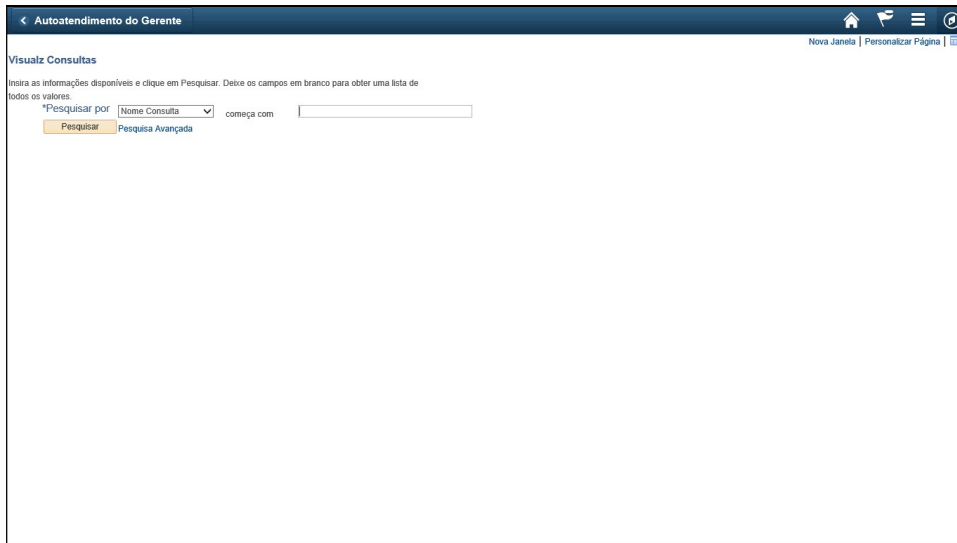 Autoatendimento do Gerente
Nova Janela | Personalizar Página |
Visualz Consultas
Insira as informações disponíveis e clique em Pesquisar. Deixe os campos em branco para obter uma lista de
todos os valores.
*Pesquisar por Nome Consulta começa com
Pesquisar Pesquisa Avançada